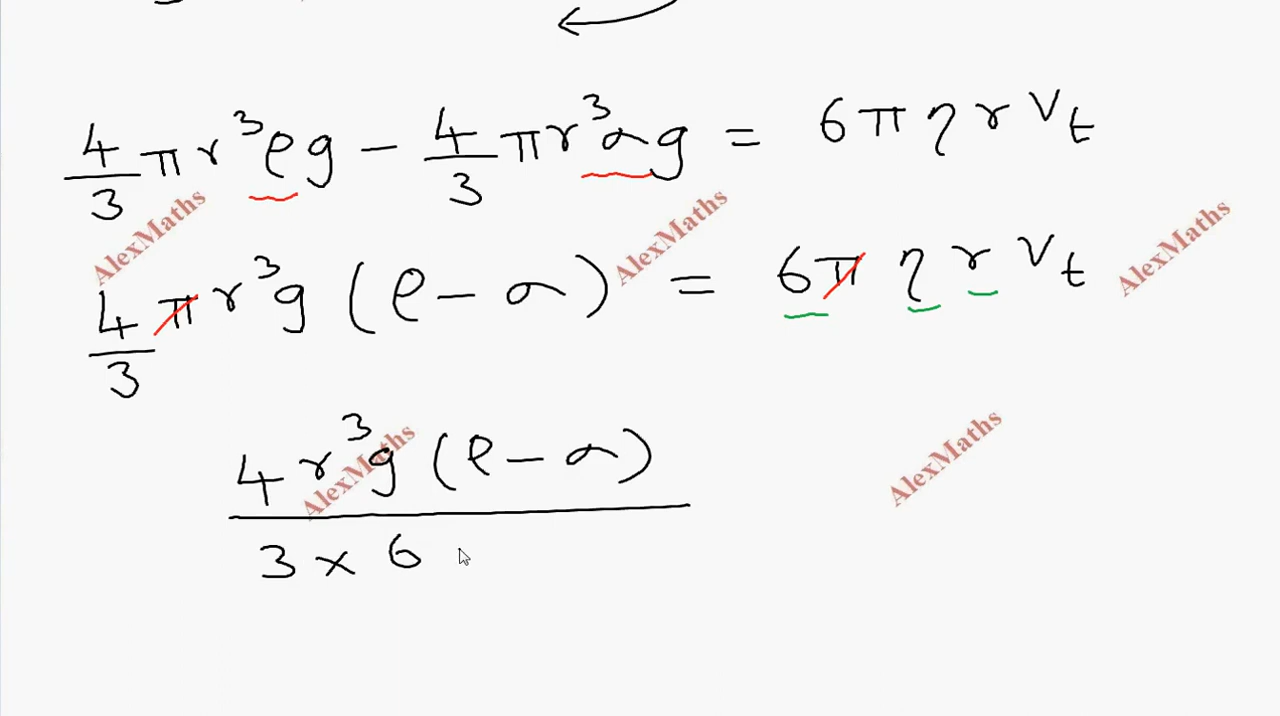 4/3 πr³ρg − 4/3 πr³σg = 6πηrVt
AlexMaths AlexMaths AlexMaths
4/3 πr³g (ρ − σ) = 6πηrVt
4r³g (ρ − σ)
AlexMaths AlexMaths
3 × 6